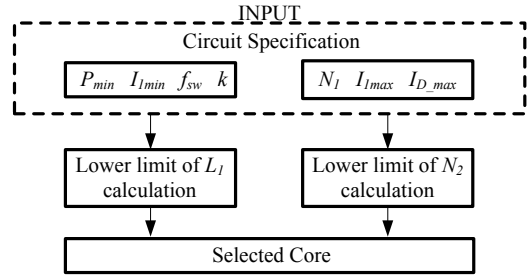 INPUT
Circuit Specification
P_min I_1min f_sw k
N_1 I_1max I_D_max
Lower limit of L_1 calculation
Lower limit of N_2 calculation
Selected Core